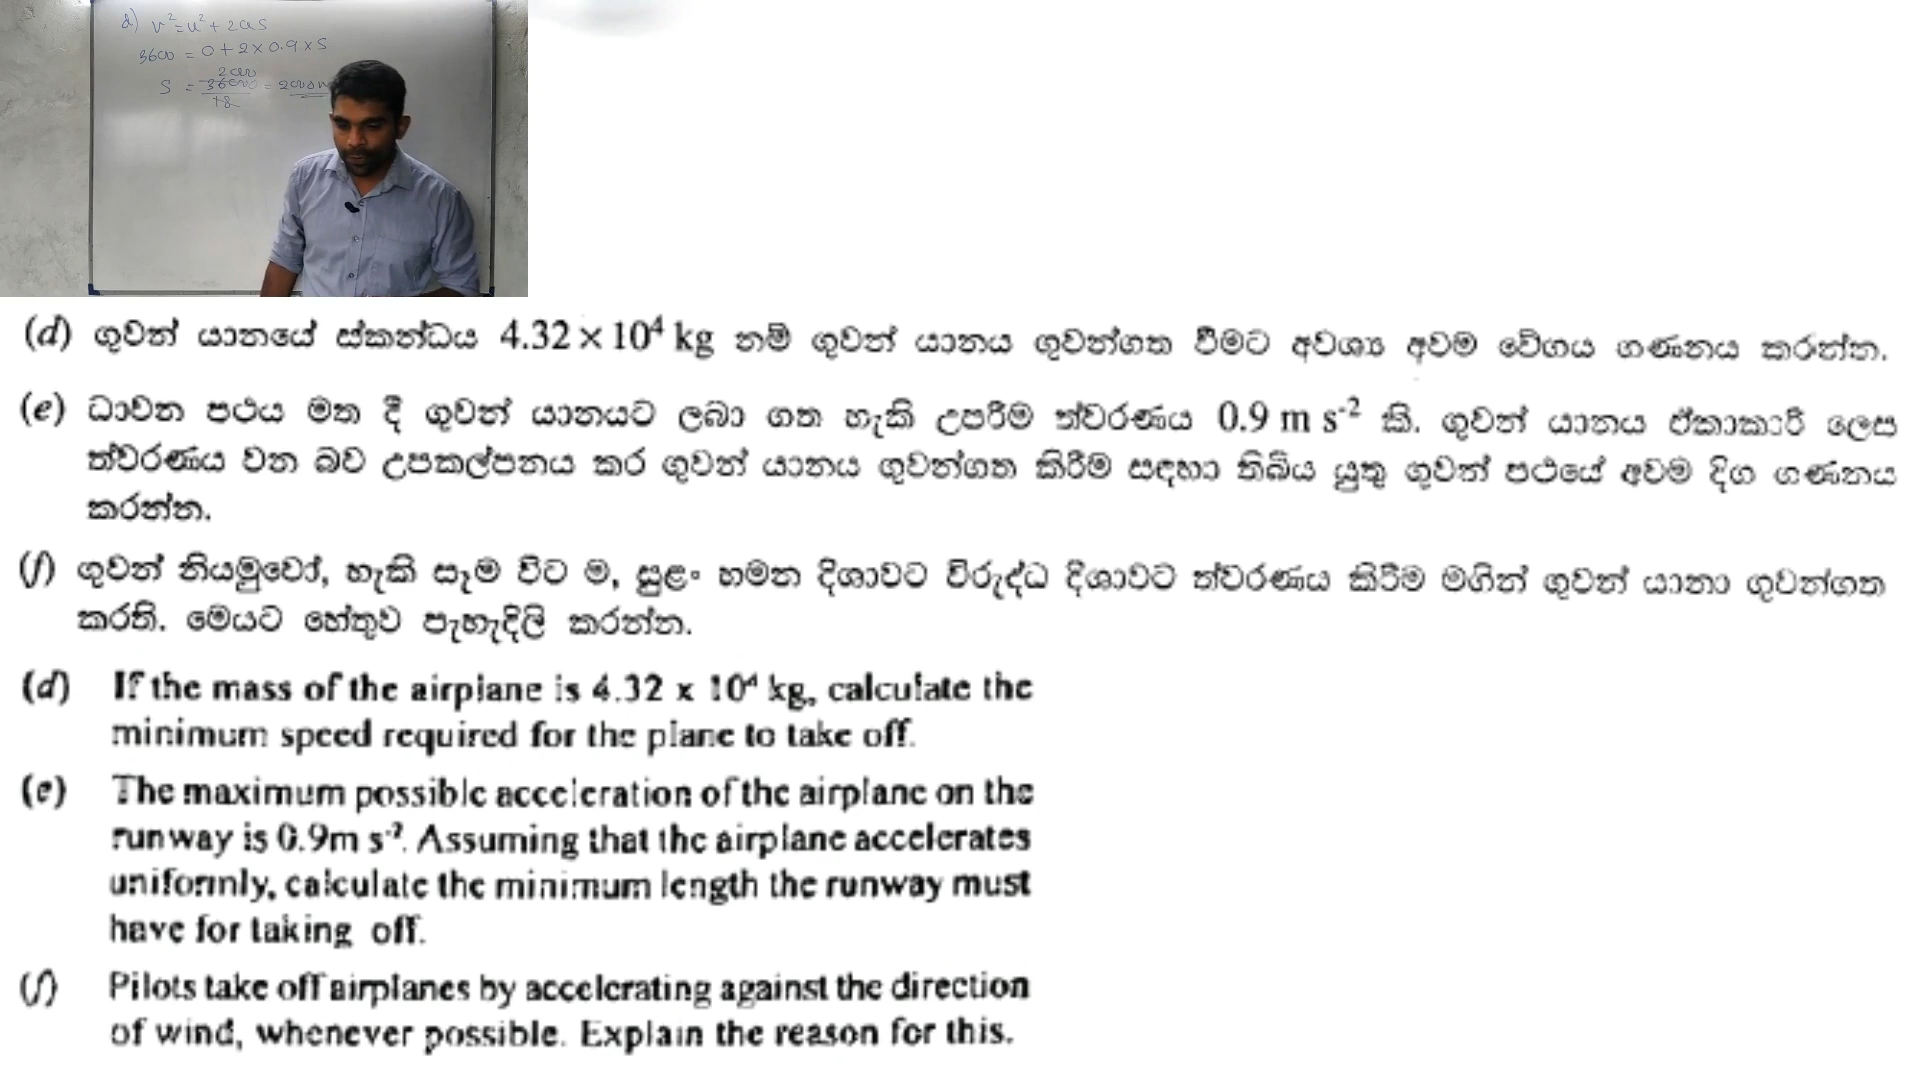 d) v²=u²+2as
3600 = 0+2×0.9×s
2000
S = 36000 = 2000m
18
(d) ගුවන් යානයේ ස්කන්ධය 4.32 × 10⁴ kg නම් ගුවන් යානය ගුවන්ගත වීමට අවශ්‍ය අවම වේගය ගණනය කරන්න.
(e) ධාවන පථය මත දී ගුවන් යානයට ලබා ගත හැකි උපරිම ත්වරණය 0.9 m s⁻² කි. ගුවන් යානය ඒකාකාරී ලෙස
ත්වරණය වන බව උපකල්පනය කර ගුවන් යානය ගුවන්ගත කිරීම සඳහා තිබිය යුතු ගුවන් පථයේ අවම දිග ගණනය
කරන්න.
(f) ගුවන් නියමුවෝ, හැකි සෑම විට ම, සුළං හමන දිශාවට විරුද්ධ දිශාවට ත්වරණය කිරීම මගින් ගුවන් යානා ගුවන්ගත
කරති. මෙයට හේතුව පැහැදිලි කරන්න.
(d) If the mass of the airplane is 4.32 x 10⁴ kg, calculate the
minimum speed required for the plane to take off.
(e) The maximum possible acceleration of the airplane on the
runway is 0.9m s⁻². Assuming that the airplane accelerates
uniformly, calculate the minimum length the runway must
have for taking off.
(f) Pilots take off airplanes by accelerating against the direction
of wind, whenever possible. Explain the reason for this.